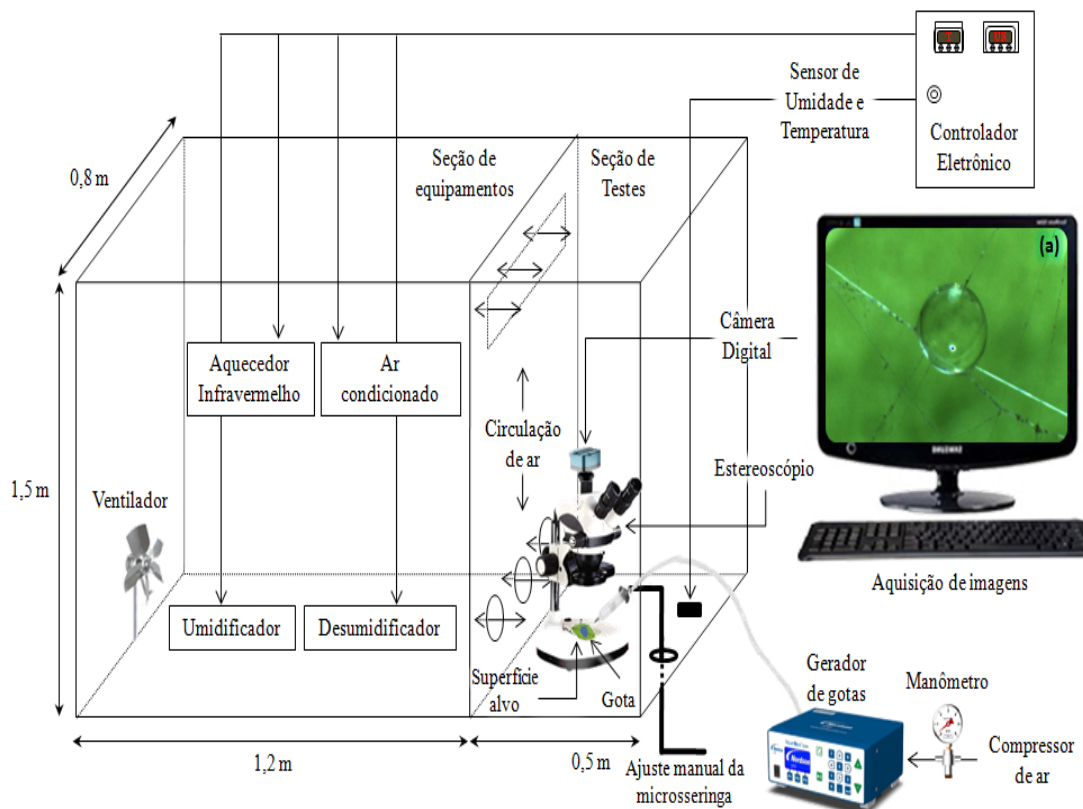 Sensor de
Umidade e
Temperatura
Controlador
Eletrônico
0,8 m
Seção de
equipamentos
Seção de
Testes
(a)
Câmera
Digital
Aquecedor
Infravermelho
Ar
condicionado
Circulação
de ar
Estereoscópio
1,5 m
Ventilador
SAMSUNG
Aquisição de imagens
Umidificador
Desumidificador
Superfície
alvo
Gota
Gerador
de gotas
Manômetro
Nordson
Compressor
de ar
1,2 m
0,5 m
Ajuste manual da
microsseringa